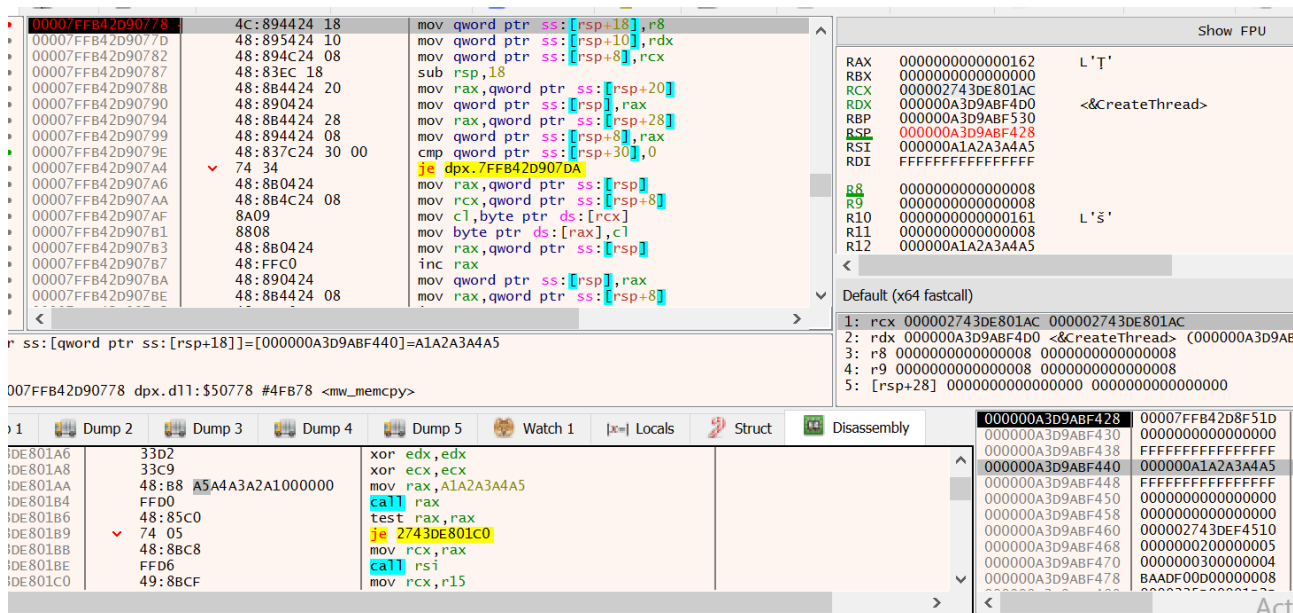 00007FFB42D90778 4C:894424 18 mov qword ptr ss:[rsp+18],r8
00007FFB42D9077D 48:895424 10 mov qword ptr ss:[rsp+10],rdx
00007FFB42D90782 48:894C24 08 mov qword ptr ss:[rsp+8],rcx
00007FFB42D90787 48:83EC 18 sub rsp,18
00007FFB42D9078B 48:8B4424 20 mov rax,qword ptr ss:[rsp+20]
00007FFB42D90790 48:890424 mov qword ptr ss:[rsp],rax
00007FFB42D90794 48:8B4424 28 mov rax,qword ptr ss:[rsp+28]
00007FFB42D90799 48:894424 08 mov qword ptr ss:[rsp+8],rax
00007FFB42D9079E 48:837C24 30 00 cmp qword ptr ss:[rsp+30],0
00007FFB42D907A4 74 34 je dpx.7FFB42D907DA
00007FFB42D907A6 48:8B0424 mov rax,qword ptr ss:[rsp]
00007FFB42D907AA 48:8B4C24 08 mov rcx,qword ptr ss:[rsp+8]
00007FFB42D907AF 8A09 mov cl,byte ptr ds:[rcx]
00007FFB42D907B1 8808 mov byte ptr ds:[rax],cl
00007FFB42D907B3 48:8B0424 mov rax,qword ptr ss:[rsp]
00007FFB42D907B7 48:FFC0 inc rax
00007FFB42D907BA 48:890424 mov qword ptr ss:[rsp],rax
00007FFB42D907BE 48:8B4424 08 mov rax,qword ptr ss:[rsp+8]
Show FPU
RAX 0000000000000162 L'Ţ'
RBX 0000000000000000
RCX 000002743DE801AC
RDX 000000A3D9ABF4D0 <&CreateThread>
RBP 000000A3D9ABF530
RSP 000000A3D9ABF428
RSI 000000A1A2A3A4A5
RDI FFFFFFFFFFFFFFFF
R8 0000000000000008
R9 0000000000000008
R10 0000000000000161 L'š'
R11 0000000000000008
R12 000000A1A2A3A4A5
Default (x64 fastcall)
1: rcx 000002743DE801AC 000002743DE801AC
2: rdx 000000A3D9ABF4D0 <&CreateThread> (000000A3D9AB
3: r8 0000000000000008 0000000000000008
4: r9 0000000000000008 0000000000000008
5: [rsp+28] 0000000000000000 0000000000000000
r ss:[qword ptr ss:[rsp+18]]=[000000A3D9ABF440]=A1A2A3A4A5
007FFB42D90778 dpx.dll:$50778 #4FB78 <mw_memcpy>
1 Dump 2 Dump 3 Dump 4 Dump 5 Watch 1 [x=] Locals Struct Disassembly
3DE801A6 33D2 xor edx,edx
3DE801A8 33C9 xor ecx,ecx
3DE801AA 48:B8 A5A4A3A2A1000000 mov rax,A1A2A3A4A5
3DE801B4 FFD0 call rax
3DE801B6 48:85C0 test rax,rax
3DE801B9 74 05 je 2743DE801C0
3DE801BB 48:8BC8 mov rcx,rax
3DE801BE FFD6 call rsi
3DE801C0 49:8BCF mov rcx,r15
000000A3D9ABF428 00007FFB42D8F51D
000000A3D9ABF430 0000000000000000
000000A3D9ABF438 FFFFFFFFFFFFFFFF
000000A3D9ABF440 000000A1A2A3A4A5
000000A3D9ABF448 FFFFFFFFFFFFFFFF
000000A3D9ABF450 0000000000000000
000000A3D9ABF458 0000000000000000
000000A3D9ABF460 000002743DEF4510
000000A3D9ABF468 0000000200000005
000000A3D9ABF470 0000000300000004
000000A3D9ABF478 BAADF00D00000008
Act